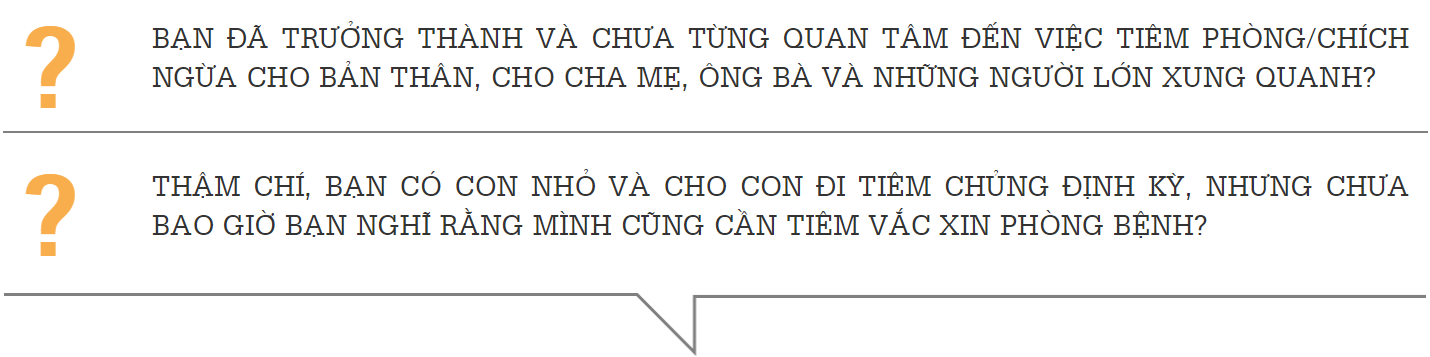 ? BẠN ĐÃ TRƯỞNG THÀNH VÀ CHƯA TỪNG QUAN TÂM ĐẾN VIỆC TIÊM PHÒNG/CHÍCH
NGỪA CHO BẢN THÂN, CHO CHA MẸ, ÔNG BÀ VÀ NHỮNG NGƯỜI LỚN XUNG QUANH?
? THẬM CHÍ, BẠN CÓ CON NHỎ VÀ CHO CON ĐI TIÊM CHỦNG ĐỊNH KỲ, NHƯNG CHƯA
BAO GIỜ BẠN NGHĨ RẰNG MÌNH CŨNG CẦN TIÊM VẮC XIN PHÒNG BỆNH?